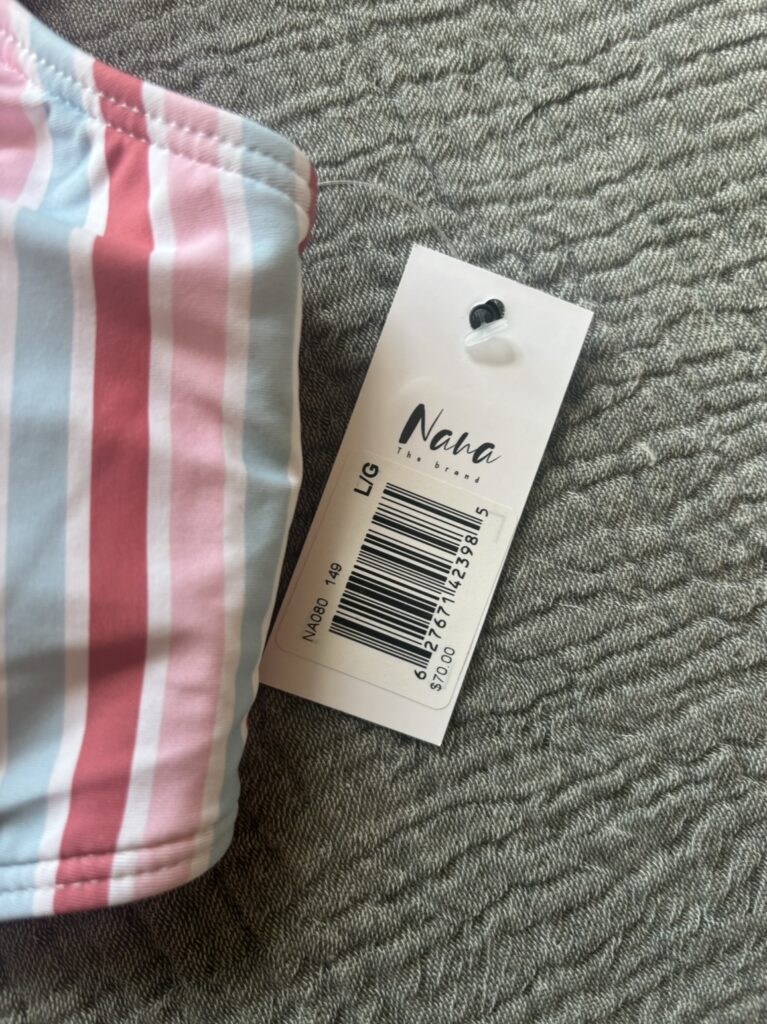 Nana
The brand
L/G
NA080 149
6 27671 42398 5
$70.00